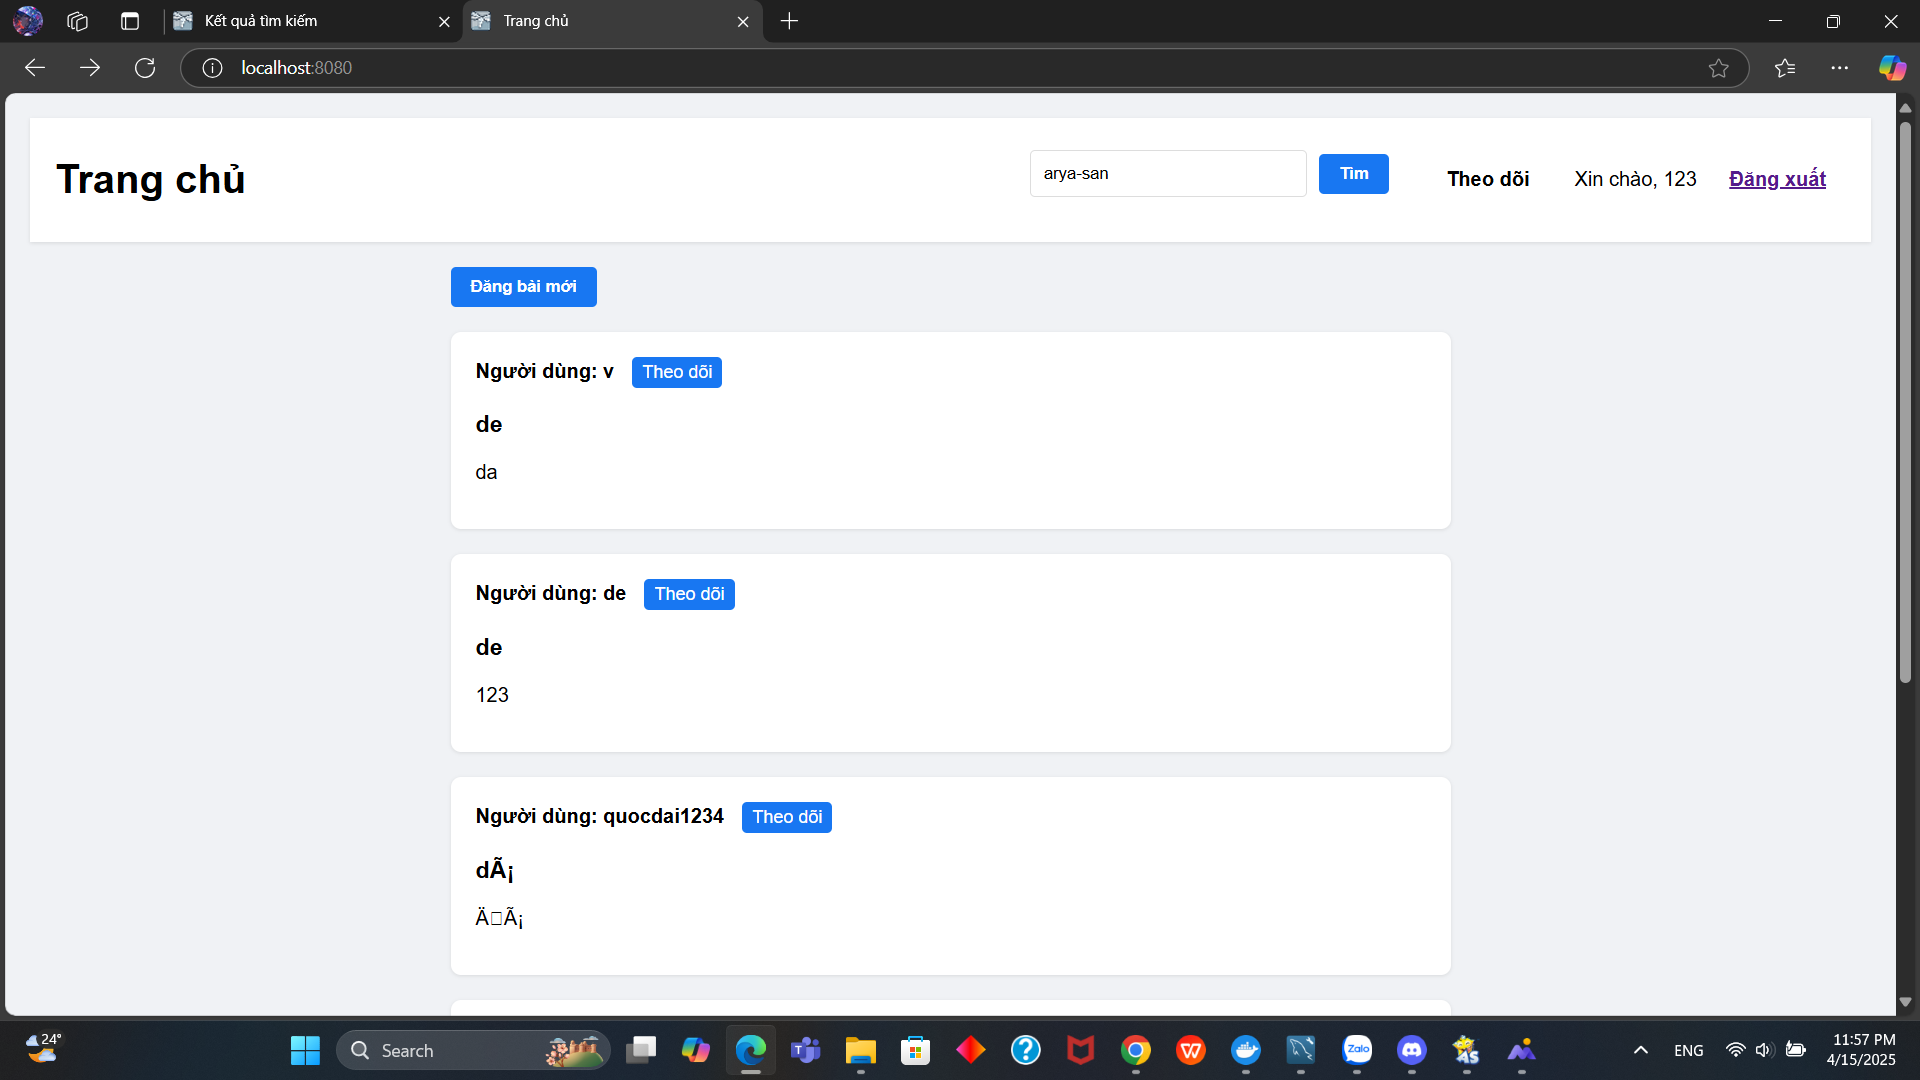 Kết quả tìm kiếm
Trang chủ
localhost:8080
Trang chủ
arya-san
Tìm
Theo dõi
Xin chào, 123
Đăng xuất
Đăng bài mới
Người dùng: v
Theo dõi
de
da
Người dùng: de
Theo dõi
de
123
Người dùng: quocdai1234
Theo dõi
dÃ¡
Ä□Ã¡
24°
Search
Zalo
ENG
11:57 PM
4/15/2025